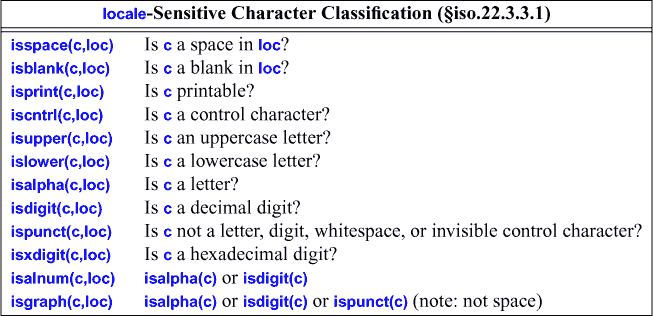 locale-Sensitive Character Classification (§iso.22.3.3.1)
isspace(c,loc) Is c a space in loc?
isblank(c,loc) Is c a blank in loc?
isprint(c,loc) Is c printable?
iscntrl(c,loc) Is c a control character?
isupper(c,loc) Is c an uppercase letter?
islower(c,loc) Is c a lowercase letter?
isalpha(c,loc) Is c a letter?
isdigit(c,loc) Is c a decimal digit?
ispunct(c,loc) Is c not a letter, digit, whitespace, or invisible control character?
isxdigit(c,loc) Is c a hexadecimal digit?
isalnum(c,loc) isalpha(c) or isdigit(c)
isgraph(c,loc) isalpha(c) or isdigit(c) or ispunct(c) (note: not space)